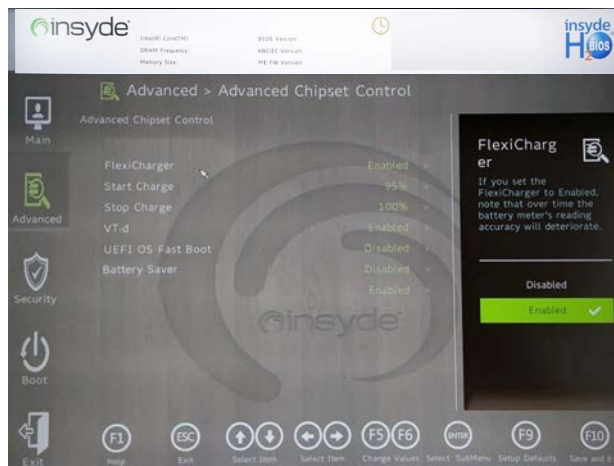 insyde
Intel(R) Core(TM)
DRAM Frequency:
Memory Size:
BIOS Version:
KBC/EC Version:
ME FW Version:
insyde
H2O BIOS
Advanced > Advanced Chipset Control
Advanced Chipset Control
Main
Advanced
Security
Boot
Exit
FlexiCharger Enabled >
Start Charge 95% >
Stop Charge 100% >
VT-d Enabled >
UEFI OS Fast Boot Disabled >
Battery Saver Disabled >
Enabled >
insyde
FlexiCharg
er
If you set the
FlexiCharger to Enabled,
note that over time the
battery meter's reading
accuracy will deteriorate.
Disabled
Enabled
F1 ESC F5 F6 ENTER F9 F10
Help Exit Select Item Select Item Change Values Select SubMenu Setup Defaults Save and E